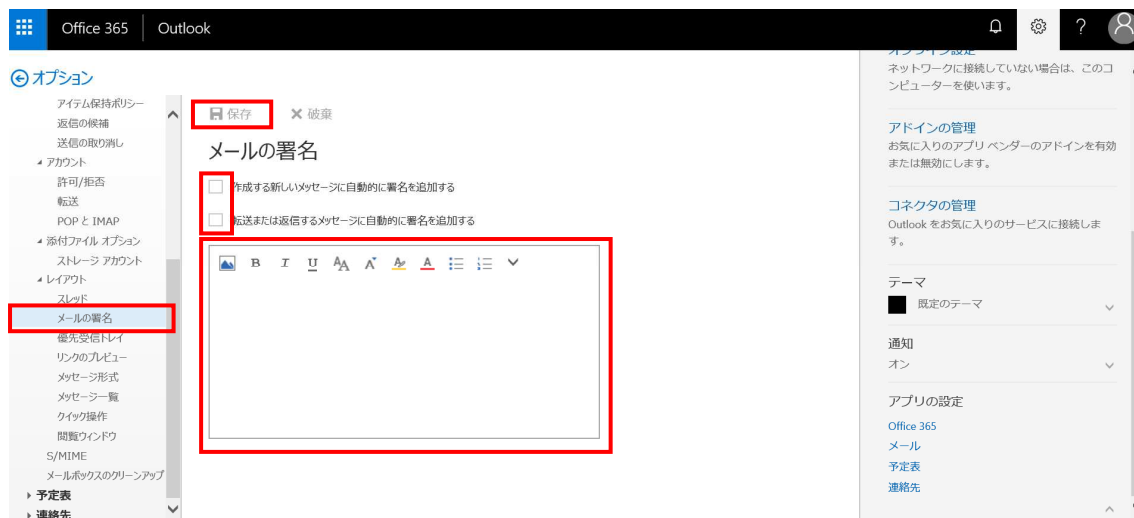 Office 365 Outlook ?
オプション
アイテム保持ポリシー
返信の候補
送信の取り消し
アカウント
許可/拒否
転送
POP と IMAP
添付ファイル オプション
ストレージ アカウント
レイアウト
スレッド
メールの署名
優先受信トレイ
リンクのプレビュー
メッセージ形式
メッセージ一覧
クイック操作
閲覧ウィンドウ
S/MIME
メールボックスのクリーンアップ
予定表
連絡先
保存 破棄
メールの署名
作成する新しいメッセージに自動的に署名を追加する
転送または返信するメッセージに自動的に署名を追加する
B I U AA A A A
オフライン設定
ネットワークに接続していない場合は、このコ
ンピューターを使います。
アドインの管理
お気に入りのアプリ ベンダーのアドインを有効
または無効にします。
コネクタの管理
Outlook をお気に入りのサービスに接続しま
す。
テーマ
既定のテーマ
通知
オン
アプリの設定
Office 365
メール
予定表
連絡先